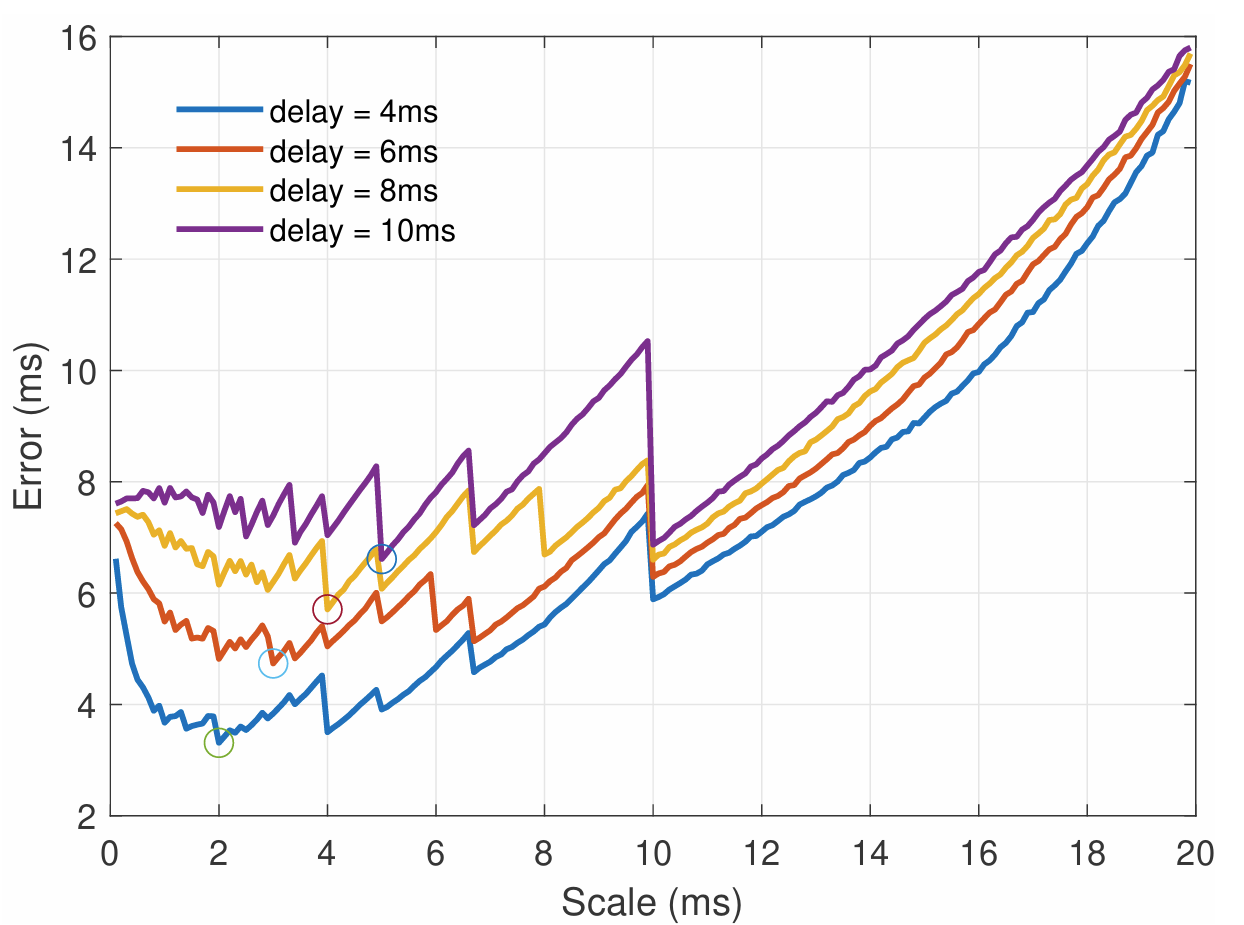 16
14
12
10
8
6
4
2
0 2 4 6 8 10 12 14 16 18 20
Error (ms)
Scale (ms)
delay = 4ms
delay = 6ms
delay = 8ms
delay = 10ms